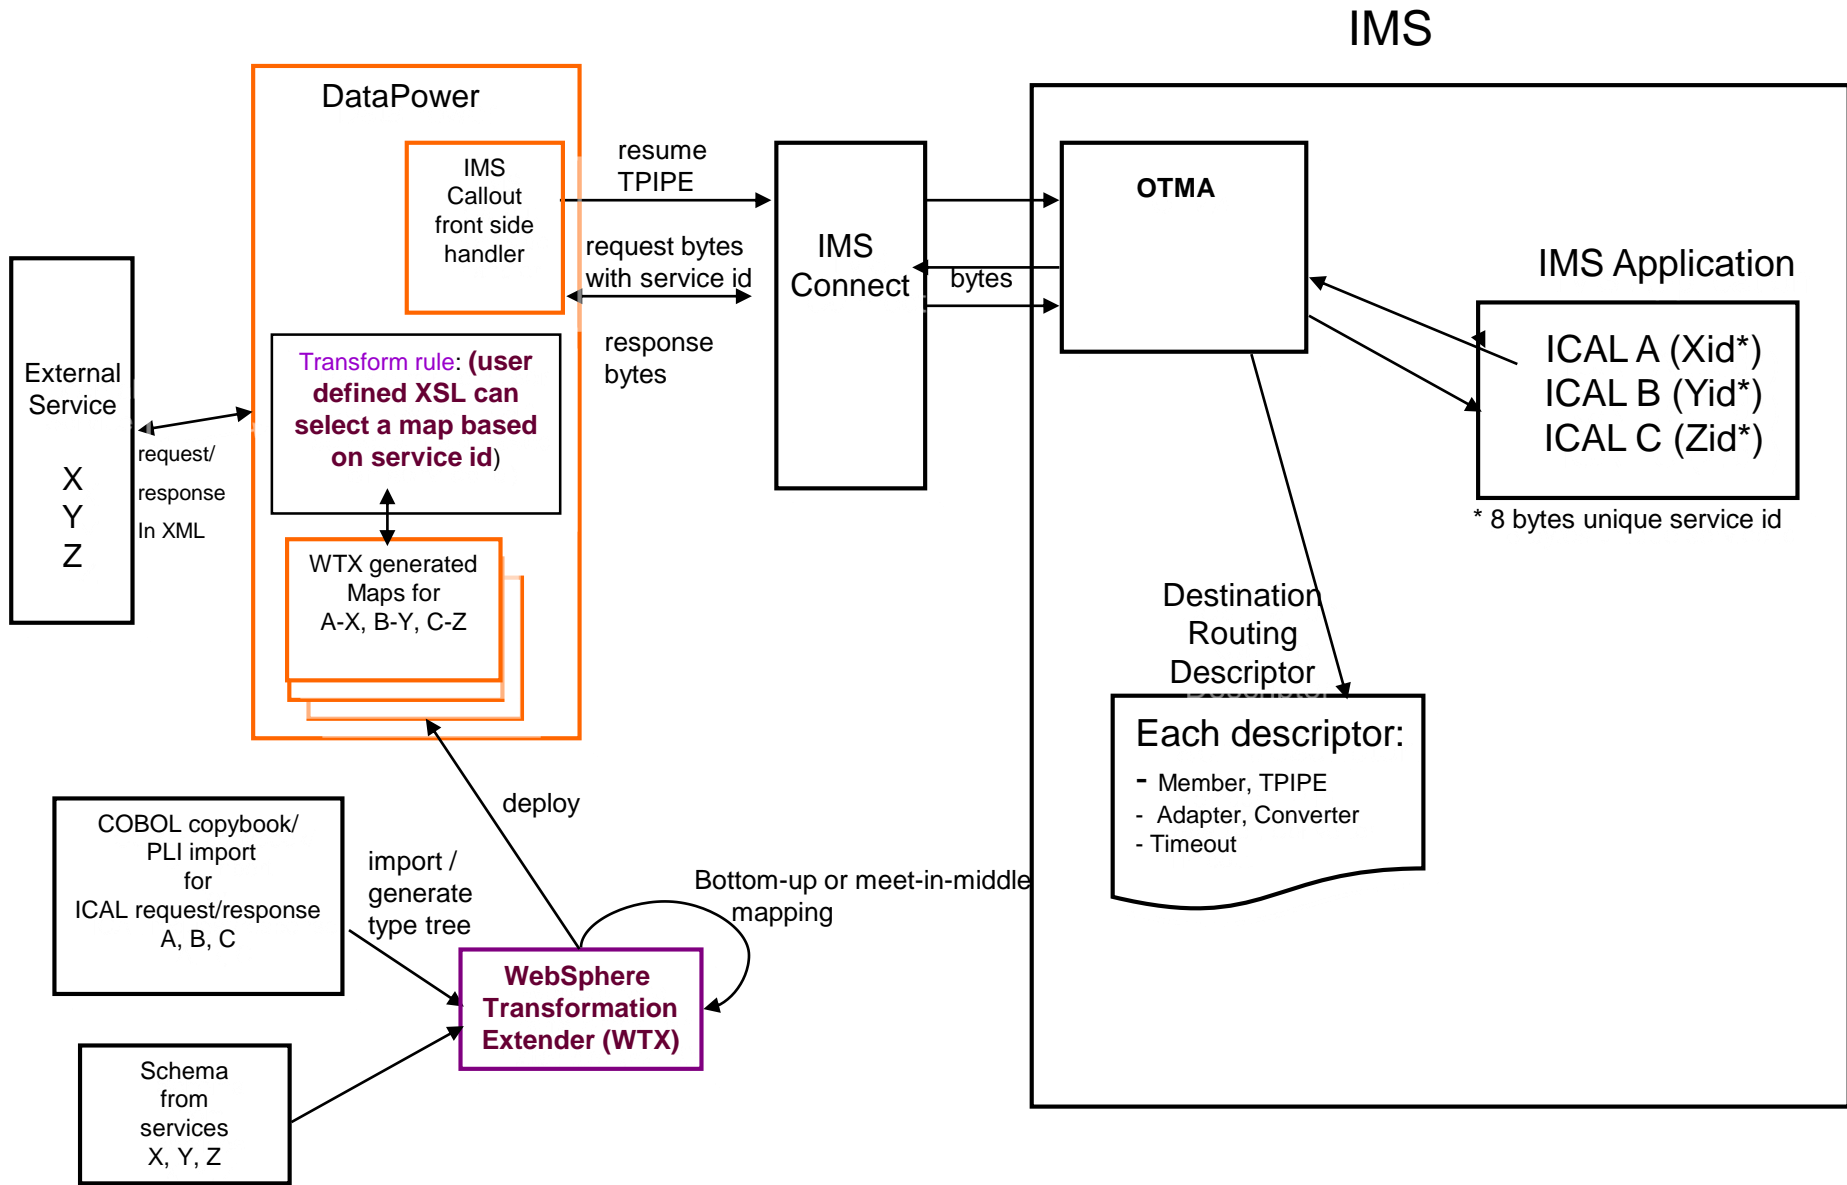 IMS
DataPower
IMS
Callout
front side
handler
resume
TPIPE
request bytes
with service id
response
bytes
IMS
Connect
bytes
OTMA
IMS Application
ICAL A (Xid*)
ICAL B (Yid*)
ICAL C (Zid*)
* 8 bytes unique service id
External
Service
X
Y
Z
request/
response
In XML
Transform rule: (user
defined XSL can
select a map based
on service id)
WTX generated
Maps for
A-X, B-Y, C-Z
Destination
Routing
Descriptor
Each descriptor:
- Member, TPIPE
- Adapter, Converter
- Timeout
deploy
COBOL copybook/
PLI import
for
ICAL request/response
A, B, C
import /
generate
type tree
Bottom-up or meet-in-middle
mapping
WebSphere
Transformation
Extender (WTX)
Schema
from
services
X, Y, Z